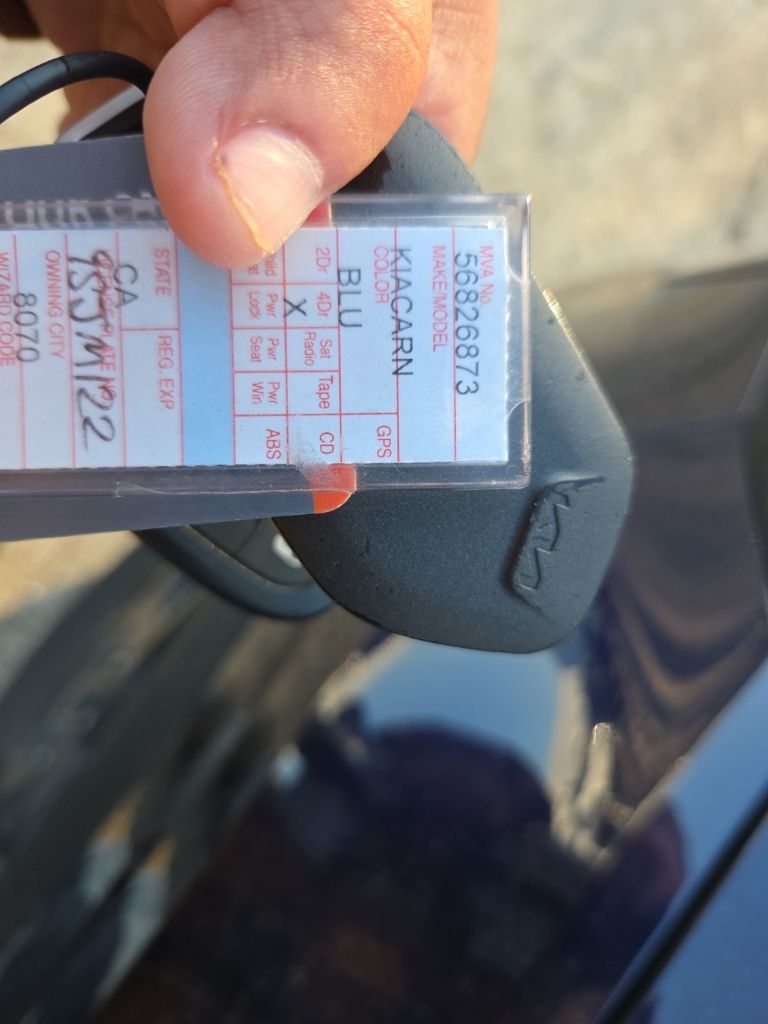 MVA No.
56826873
MAKE/MODEL
KIACARN
COLOR
BLU
GPS
2Dr 4Dr Sat Radio Tape CD
X
Pwr Lock Pwr Seat Pwr Win ABS
STATE REG. EXP.
CA
OWNING CITY
8070
WIZARD CODE
KIA